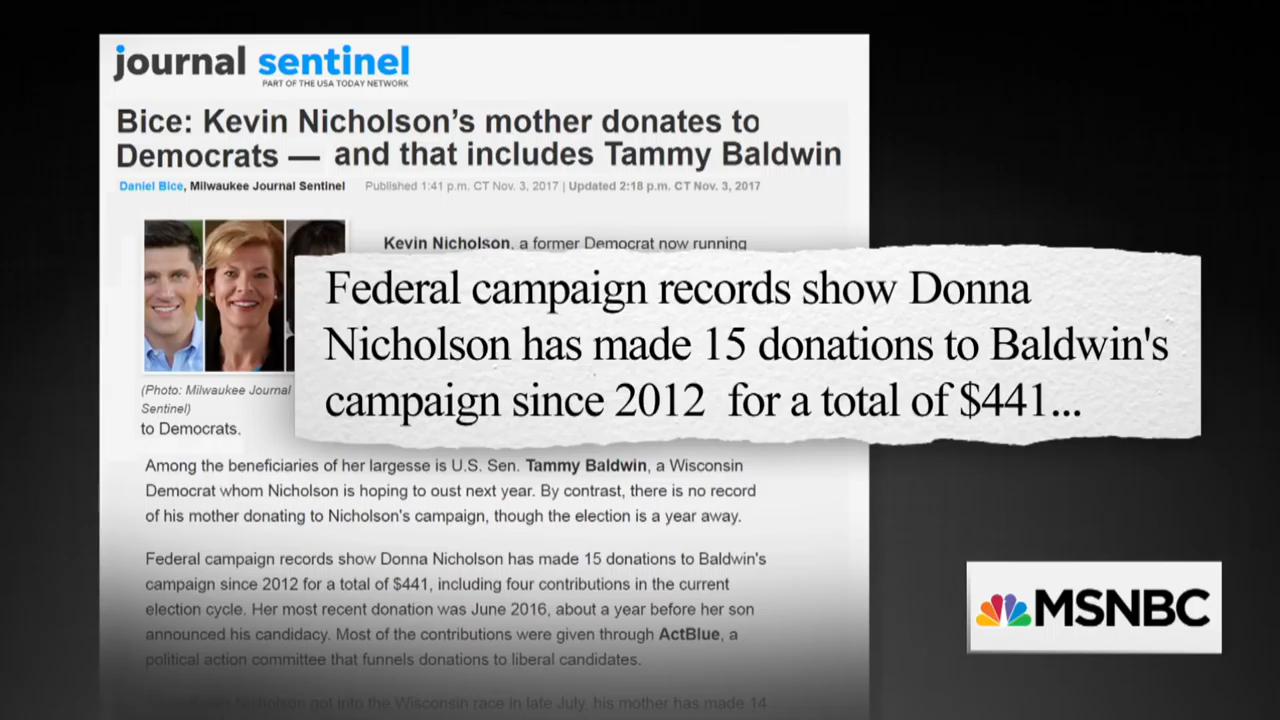 journal sentinel
PART OF THE USA TODAY NETWORK
Bice: Kevin Nicholson's mother donates to
Democrats — and that includes Tammy Baldwin
Daniel Bice, Milwaukee Journal Sentinel Published 1:41 p.m. CT Nov. 3, 2017 | Updated 2:18 p.m. CT Nov. 3, 2017
Kevin Nicholson, a former Democrat now running
Federal campaign records show Donna
Nicholson has made 15 donations to Baldwin's
campaign since 2012 for a total of $441...
(Photo: Milwaukee Journal
Sentinel)
to Democrats.
Among the beneficiaries of her largesse is U.S. Sen. Tammy Baldwin, a Wisconsin
Democrat whom Nicholson is hoping to oust next year. By contrast, there is no record
of his mother donating to Nicholson's campaign, though the election is a year away.
Federal campaign records show Donna Nicholson has made 15 donations to Baldwin's
campaign since 2012 for a total of $441, including four contributions in the current
election cycle. Her most recent donation was June 2016, about a year before her son
announced his candidacy. Most of the contributions were given through ActBlue, a
political action committee that funnels donations to liberal candidates.
Nicholson got into the Wisconsin race in late July, his mother has made 14
MSNBC